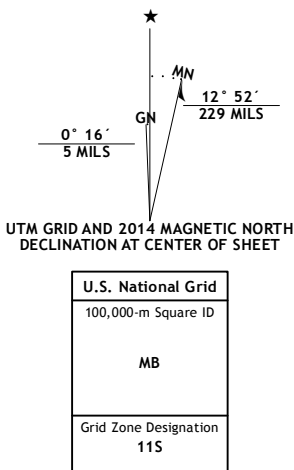 MN
GN
12° 52´
229 MILS
0° 16´
5 MILS
UTM GRID AND 2014 MAGNETIC NORTH
DECLINATION AT CENTER OF SHEET
U.S. National Grid
100,000-m Square ID
MB
Grid Zone Designation
11S